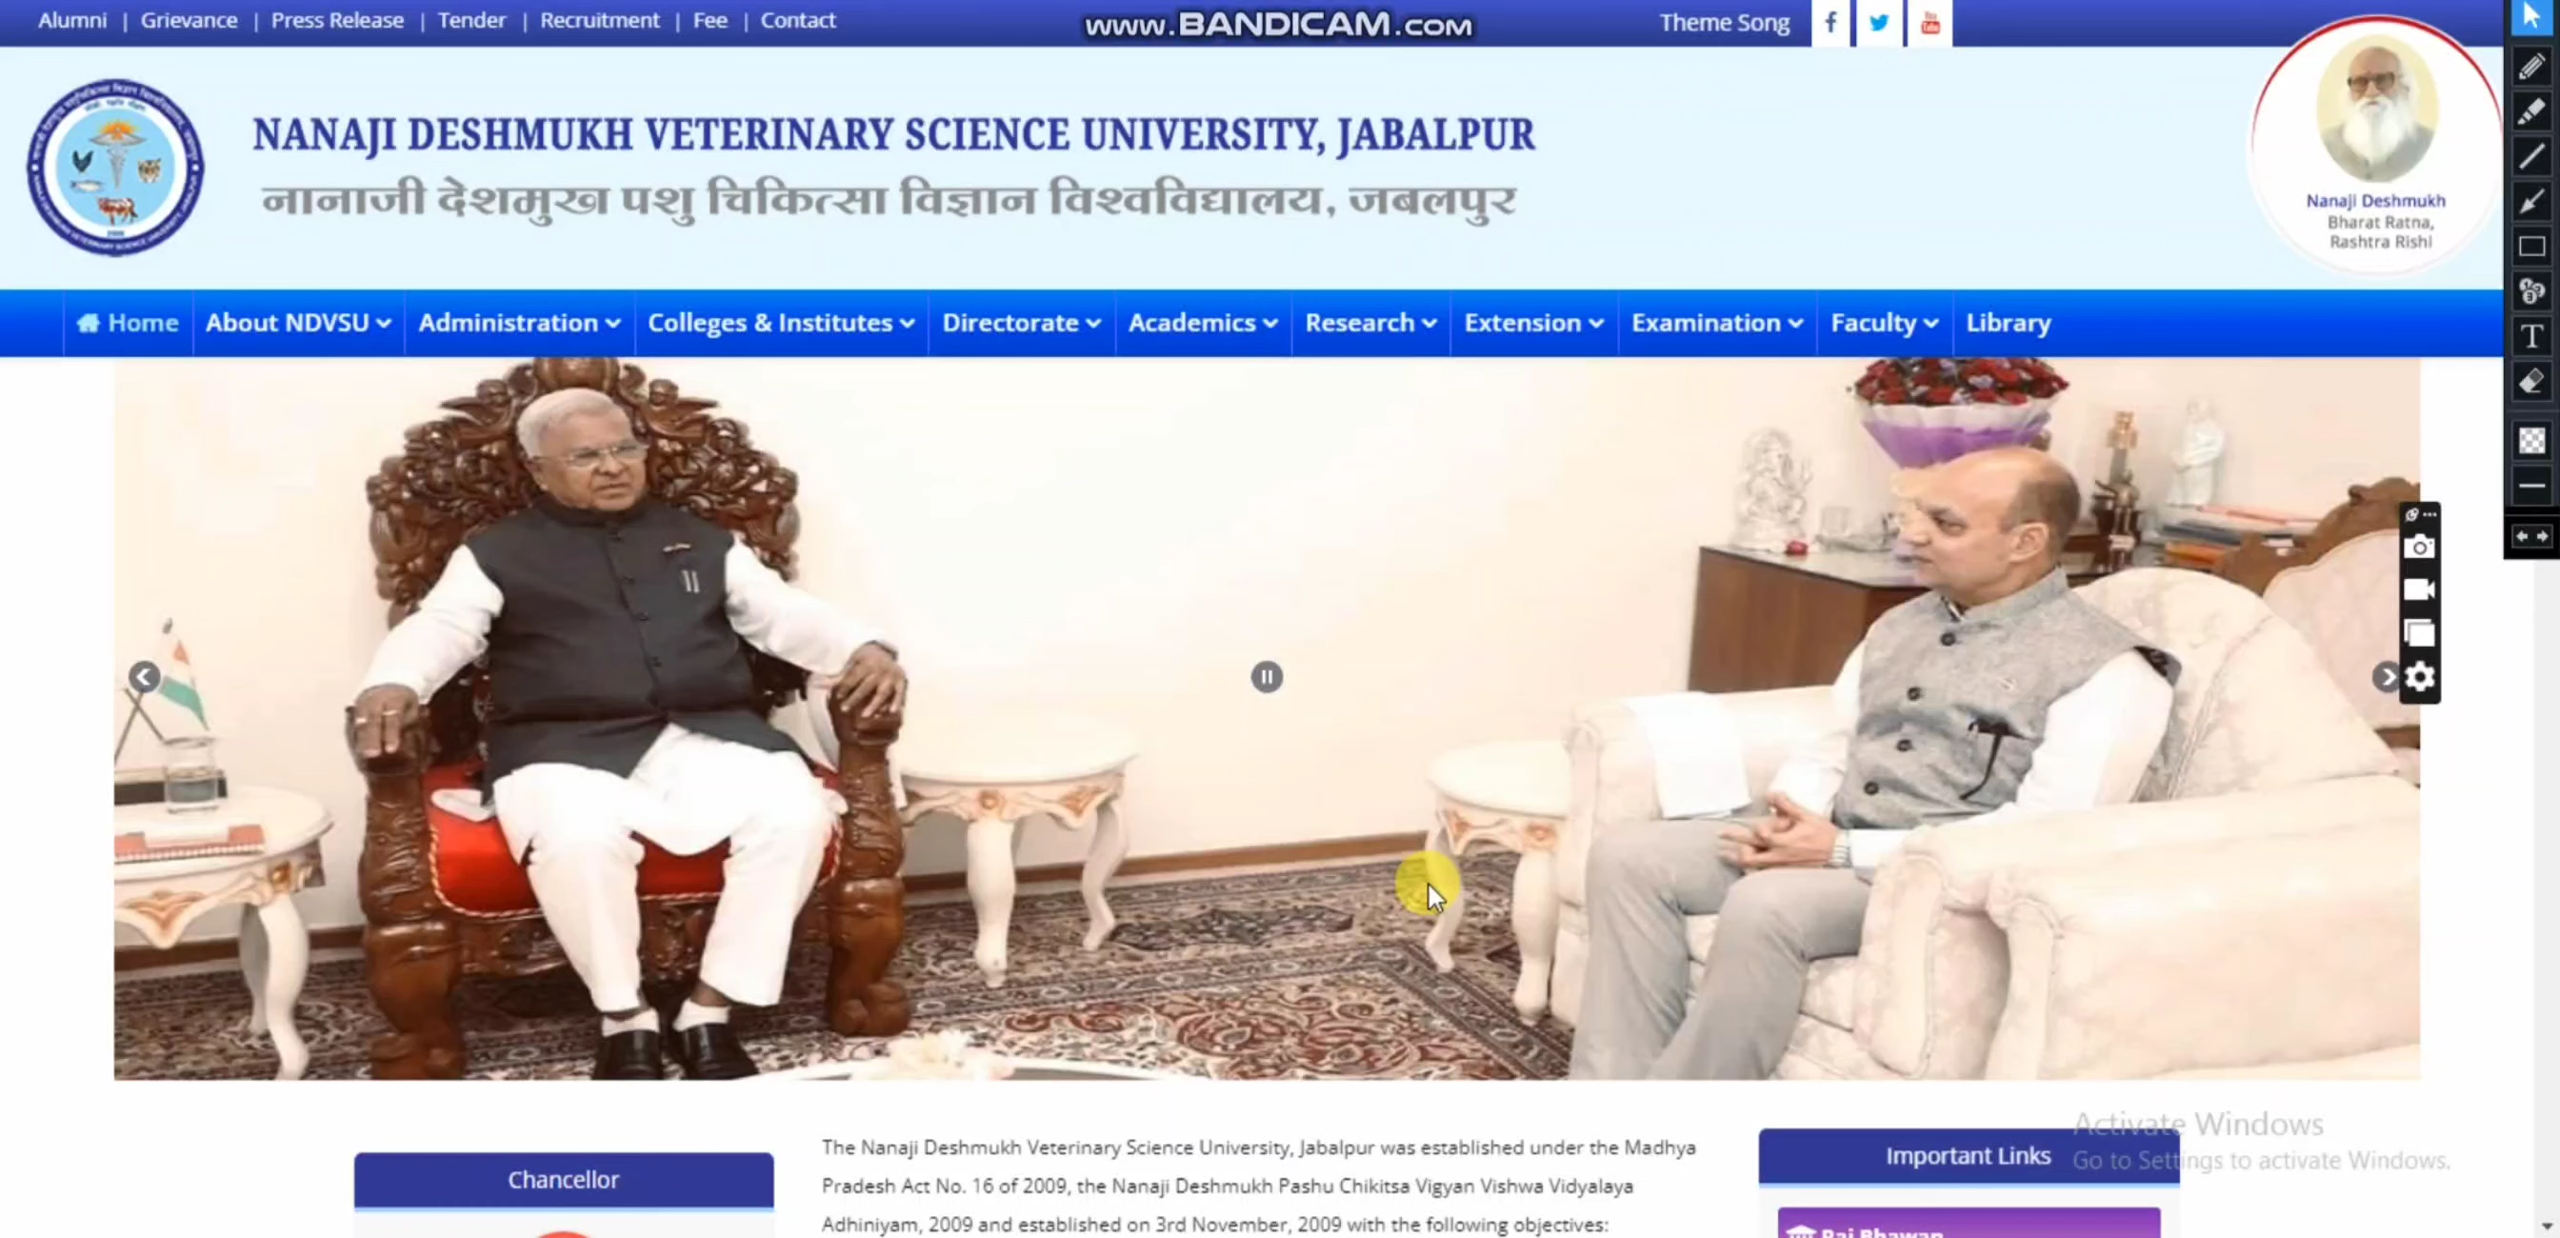 Alumni | Grievance | Press Release | Tender | Recruitment | Fee | Contact
www.BANDICAM.com
Theme Song
NANAJI DESHMUKH VETERINARY SCIENCE UNIVERSITY, JABALPUR
नानाजी देशमुख पशु चिकित्सा विज्ञान विश्वविद्यालय, जबलपुर
Nanaji Deshmukh
Bharat Ratna,
Rashtra Rishi
Home About NDVSU Administration Colleges & Institutes Directorate Academics Research Extension Examination Faculty Library
Chancellor
The Nanaji Deshmukh Veterinary Science University, Jabalpur was established under the Madhya
Pradesh Act No. 16 of 2009, the Nanaji Deshmukh Pashu Chikitsa Vigyan Vishwa Vidyalaya
Adhiniyam, 2009 and established on 3rd November, 2009 with the following objectives:
Important Links
Raj Bhawan
Activate Windows
Go to Settings to activate Windows.